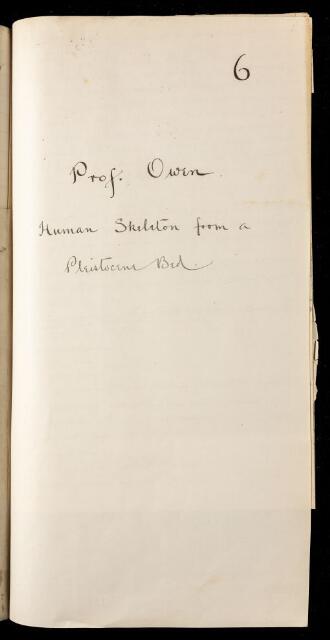 6
Prof. Owen.
Human Skeleton from a
Pleistocene Bed.